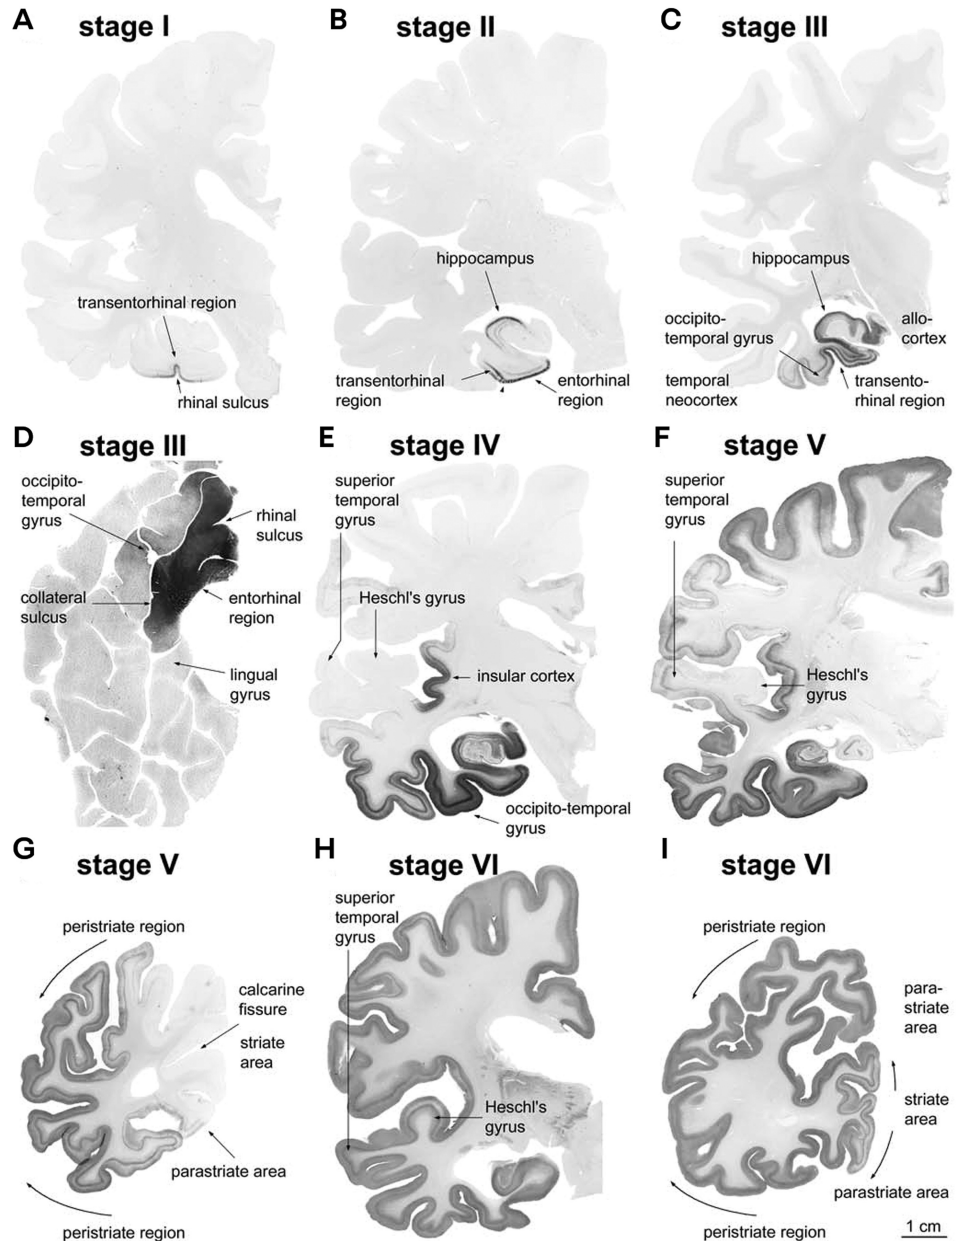 A stage I
transentorhinal region
rhinal sulcus
B stage II
hippocampus
transentorhinal
region
entorhinal
region
C stage III
hippocampus
occipito-
temporal gyrus
allo-
cortex
temporal
neocortex
transento-
rhinal region
D stage III
occipito-
temporal
gyrus
rhinal
sulcus
collateral
sulcus
entorhinal
region
lingual
gyrus
E stage IV
superior
temporal
gyrus
Heschl's gyrus
insular cortex
occipito-temporal
gyrus
F stage V
superior
temporal
gyrus
Heschl's
gyrus
G stage V
peristriate region
calcarine
fissure
striate
area
parastriate area
peristriate region
H stage VI
superior
temporal
gyrus
Heschl's
gyrus
I stage VI
peristriate region
para-
striate
area
striate
area
parastriate area
peristriate region
1 cm